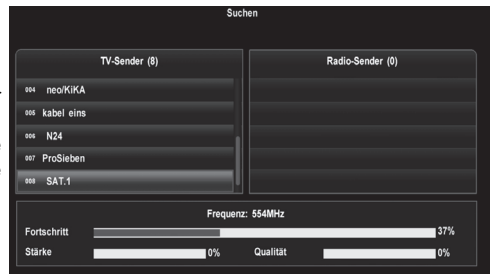 Suchen
TV-Sender (8)
Radio-Sender (0)
004 neo/KiKA
005 kabel eins
006 N24
007 ProSieben
008 SAT.1
Frequenz: 554MHz
Fortschritt 37%
Stärke 0% Qualität 0%